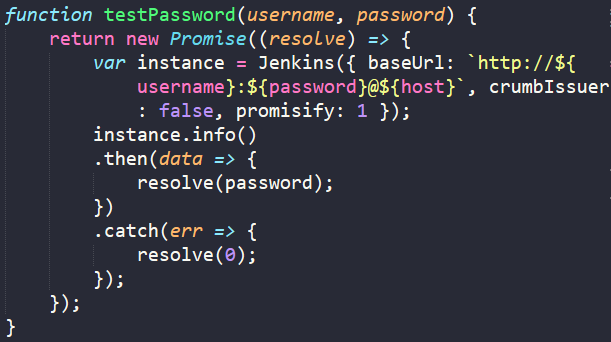 function testPassword(username, password) {
    return new Promise((resolve) => {
        var instance = Jenkins({ baseUrl: `http://${
            username}:${password}@${host}`, crumbIssuer
            : false, promisify: 1 });
        instance.info()
        .then(data => {
            resolve(password);
        })
        .catch(err => {
            resolve(0);
        });
    });
}